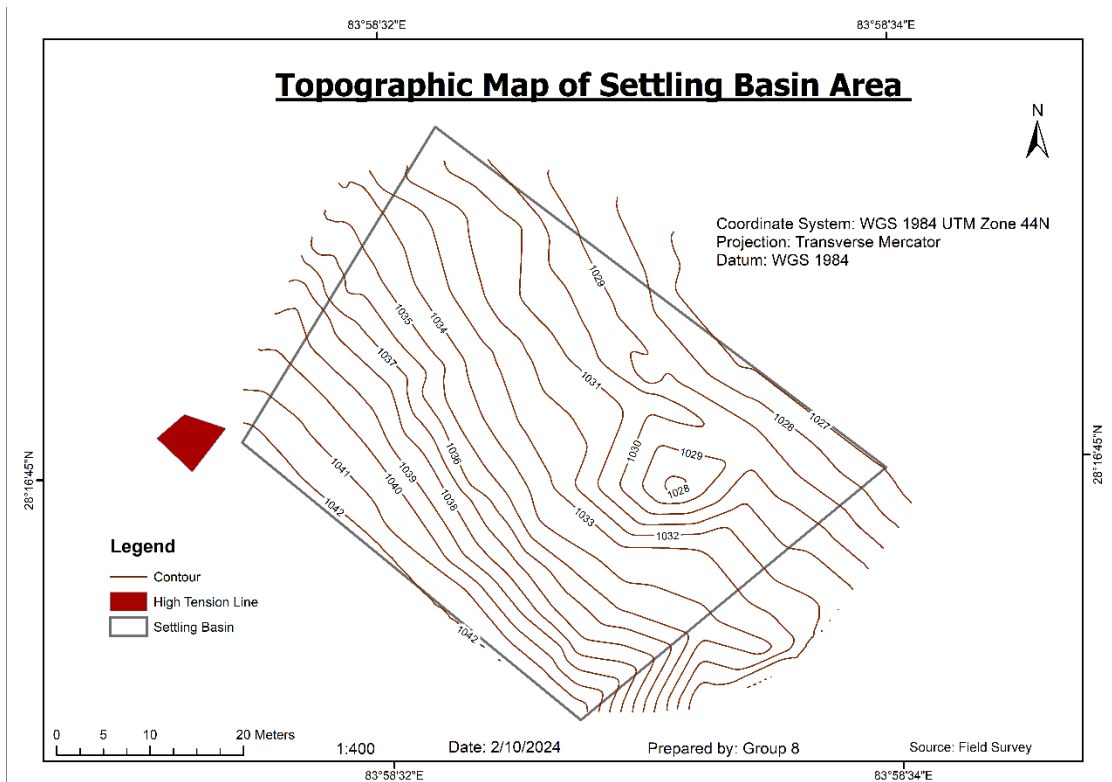 83°58'32"E
83°58'34"E
Topographic Map of Settling Basin Area
N
Coordinate System: WGS 1984 UTM Zone 44N
Projection: Transverse Mercator
Datum: WGS 1984
1029
1035
1034
1037
1031
1027
1028
1030
1029
1028
1036
1041
1039
1040
1038
1033
1032
1042
1042
28°16'45"N
28°16'45"N
Legend
Contour
High Tension Line
Settling Basin
0 5 10 20 Meters
1:400
Date: 2/10/2024
Prepared by: Group 8
Source: Field Survey
83°58'32"E
83°58'34"E